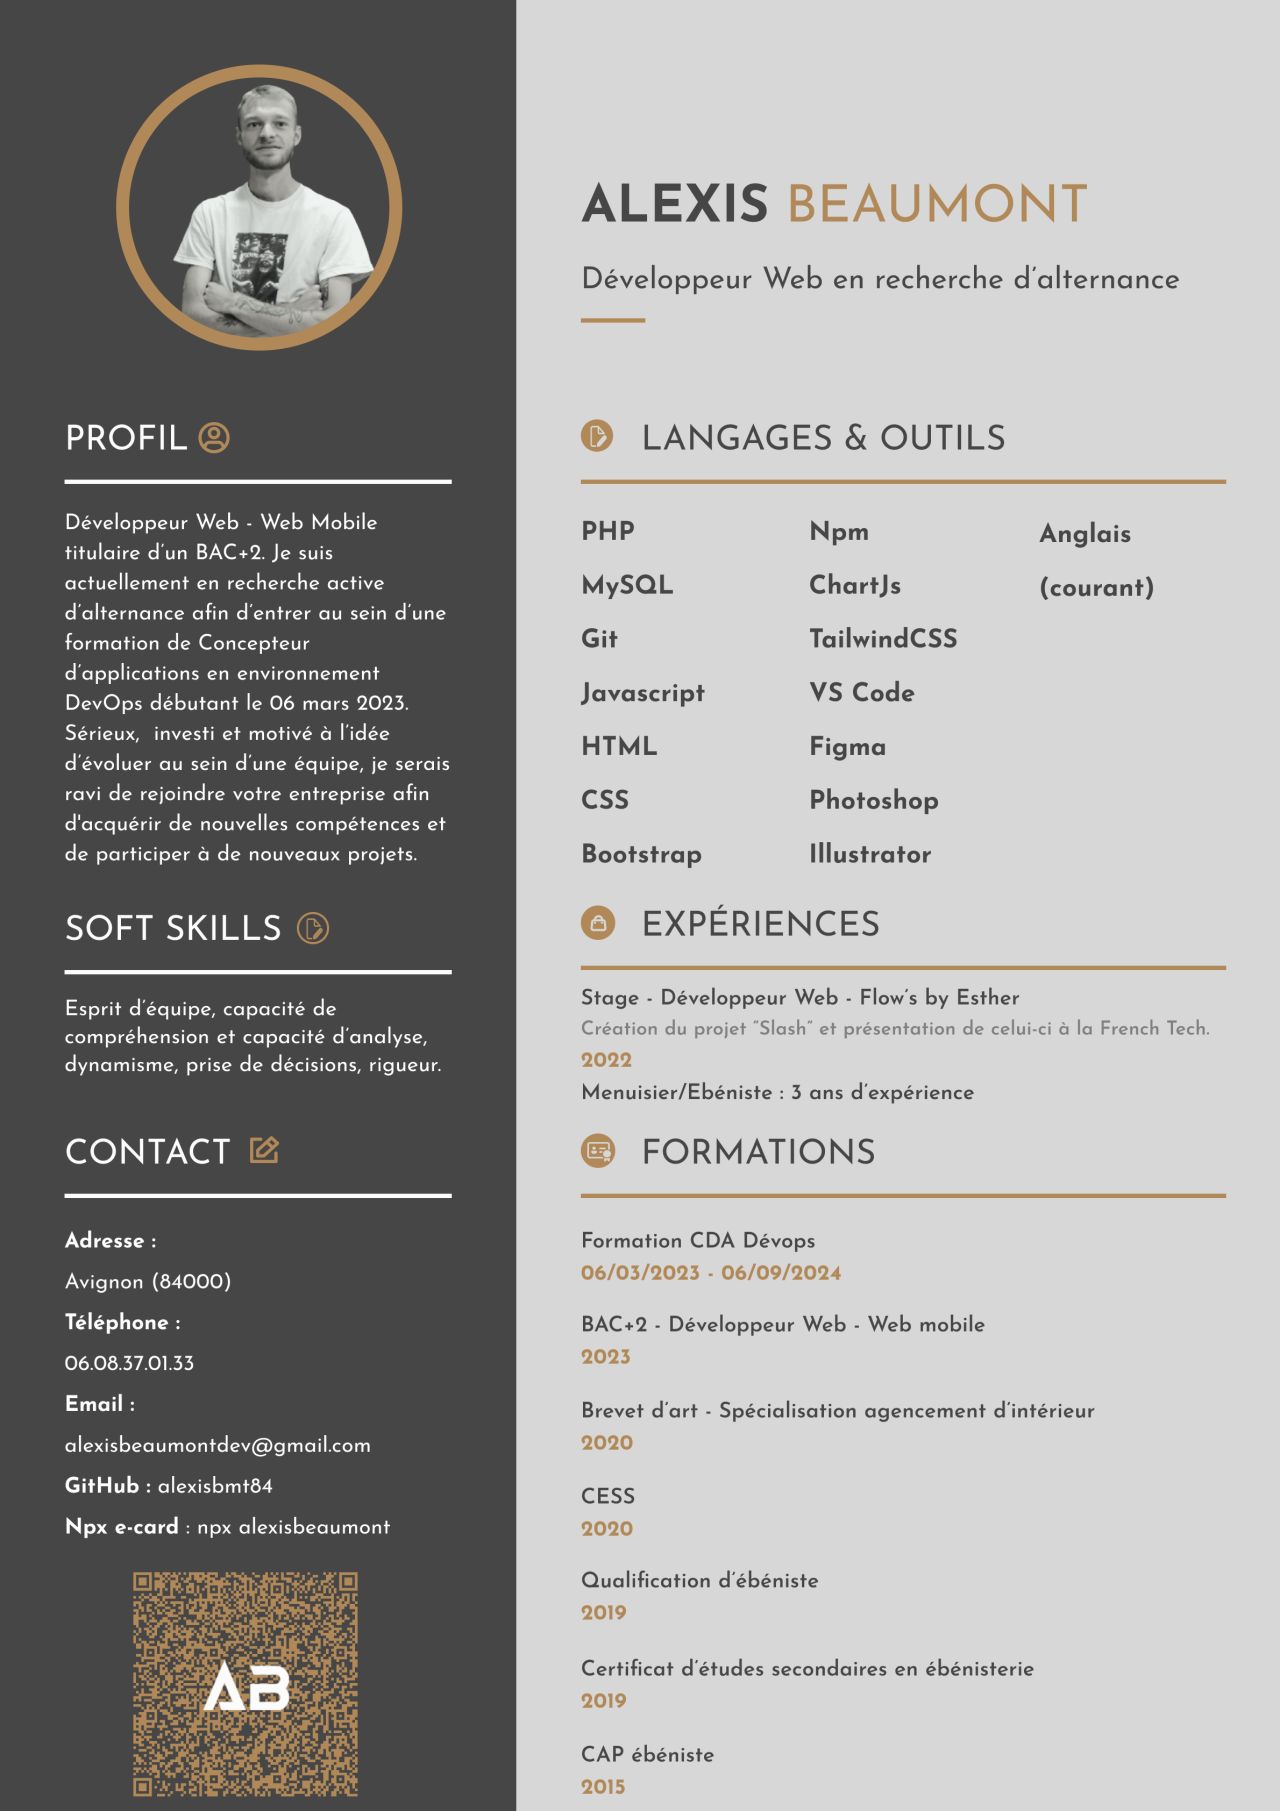 ALEXIS BEAUMONT
Développeur Web en recherche d’alternance
PROFIL
Développeur Web - Web Mobile
titulaire d’un BAC+2. Je suis
actuellement en recherche active
d’alternance afin d’entrer au sein d’une
formation de Concepteur
d’applications en environnement
DevOps débutant le 06 mars 2023.
Sérieux,  investi et motivé à l’idée
d’évoluer au sein d’une équipe, je serais
ravi de rejoindre votre entreprise afin
d'acquérir de nouvelles compétences et
de participer à de nouveaux projets.
SOFT SKILLS
Esprit d’équipe, capacité de
compréhension et capacité d’analyse,
dynamisme, prise de décisions, rigueur.
CONTACT
Adresse :
Avignon (84000)
Téléphone :
06.08.37.01.33
Email :
alexisbeaumontdev@gmail.com
GitHub : alexisbmt84
Npx e-card : npx alexisbeaumont
AB
LANGAGES & OUTILS
PHP
MySQL
Git
Javascript
HTML
CSS
Bootstrap
Npm
ChartJs
TailwindCSS
VS Code
Figma
Photoshop
Illustrator
Anglais
(courant)
EXPÉRIENCES
Stage - Développeur Web - Flow’s by Esther
Création du projet “Slash” et présentation de celui-ci à la French Tech.
2022
Menuisier/Ebéniste : 3 ans d’expérience
FORMATIONS
Formation CDA Dévops
06/03/2023 - 06/09/2024
BAC+2 - Développeur Web - Web mobile
2023
Brevet d’art - Spécialisation agencement d’intérieur
2020
CESS
2020
Qualification d’ébéniste
2019
Certificat d’études secondaires en ébénisterie
2019
CAP ébéniste
2015